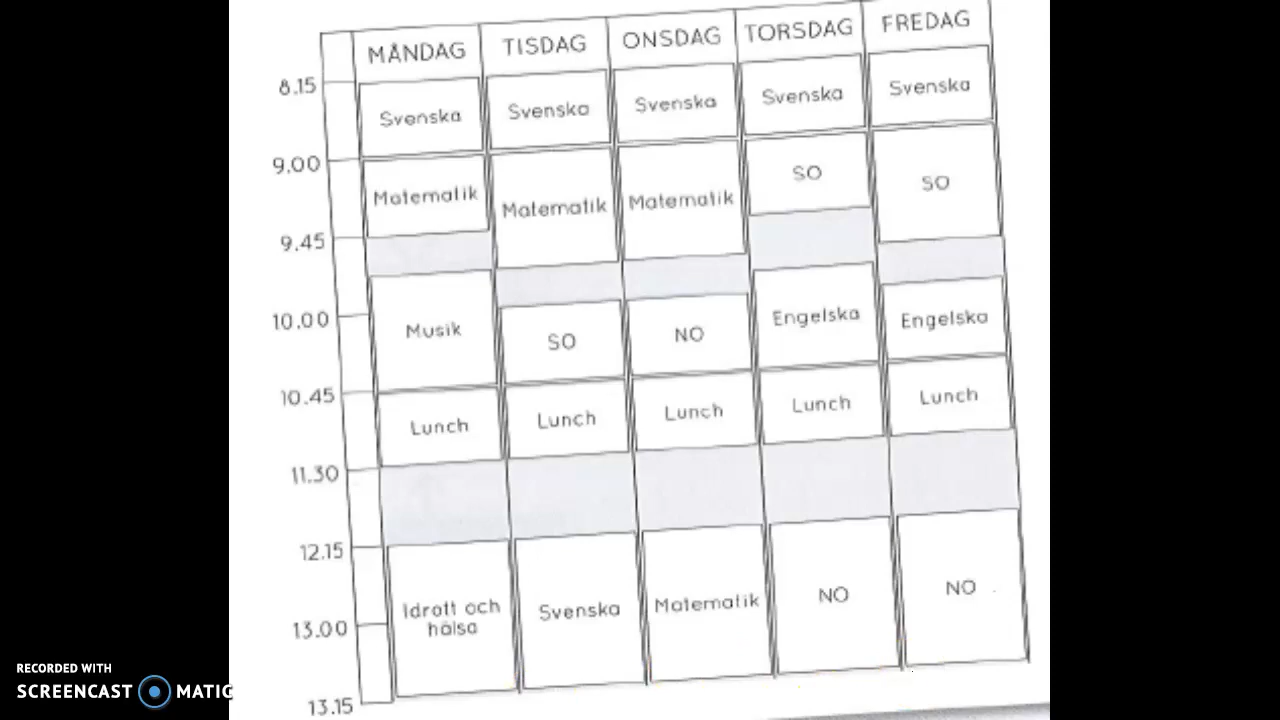 MÅNDAG TISDAG ONSDAG TORSDAG FREDAG
8.15
Svenska Svenska Svenska Svenska Svenska
9.00
Matematik Matematik Matematik SO SO
9.45
10.00
Musik SO NO Engelska Engelska
10.45
Lunch Lunch Lunch Lunch Lunch
11.30
12.15
Idrott och
hälsa Svenska Matematik NO NO
13.00
13.15
RECORDED WITH
SCREENCAST MATIC